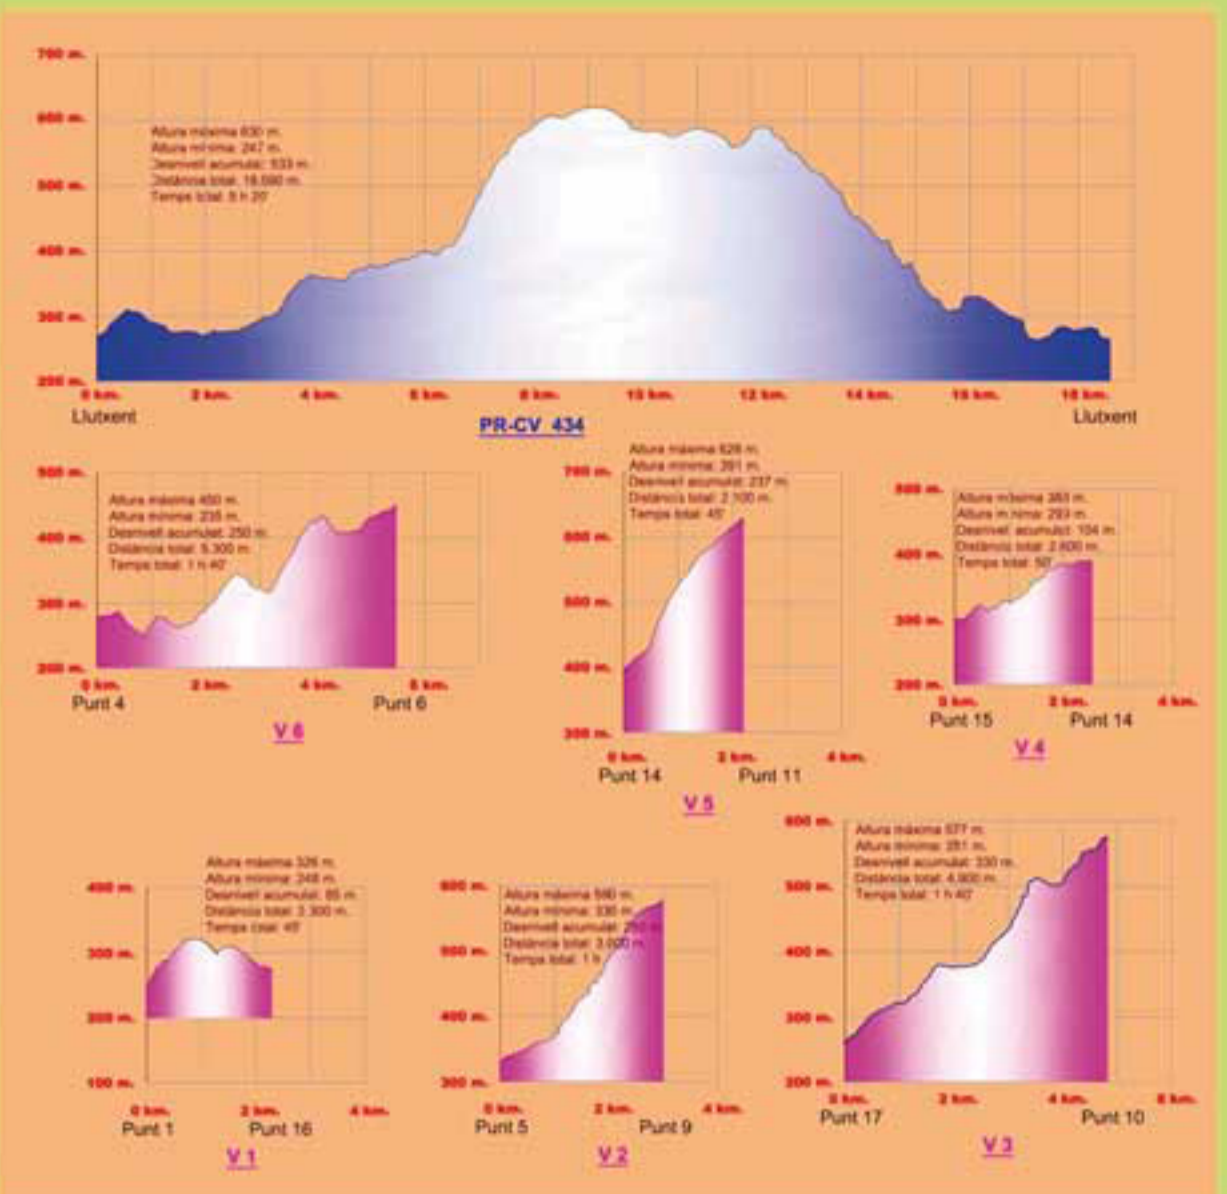 700 m.
600 m.
500 m.
400 m.
300 m.
200 m.
Altura màxima 630 m.
Altura mínima: 247 m.
Desnivell acumulat: 533 m.
Distància total:
Temps total: 5 h 20'
0 km. 2 km. 4 km. 6 km. 8 km. 10 km. 12 km. 14 km. 16 km. 18 km.
Llutxent Llutxent
PR-CV 434
500 m.
400 m.
300 m.
200 m.
Altura màxima 450 m.
Altura mínima: 235 m.
Desnivell acumulat: 250 m.
Distància total: 5.300 m.
Temps total: 1 h 40'
0 km. 2 km. 4 km. 6 km.
Punt 4 Punt 6
V 6
Altura màxima 628 m.
Altura mínima: 391 m.
Desnivell acumulat: 237 m.
Distància total: 2.100 m.
Temps total: 45'
700 m.
600 m.
500 m.
400 m.
300 m.
0 km. 2 km. 4 km.
Punt 14 Punt 11
V 5
500 m.
400 m.
300 m.
200 m.
Altura màxima 383 m.
Altura mínima: 293 m.
Desnivell acumulat: 104 m.
Distància total: 2.600 m.
Temps total: 50'
0 km. 2 km. 4 km.
Punt 15 Punt 14
V 4
Altura màxima 326 m.
Altura mínima: 248 m.
Desnivell acumulat: 85 m.
Distància total: 2.300 m.
Temps total: 45'
400 m.
300 m.
200 m.
100 m.
0 km. 2 km. 4 km.
Punt 1 Punt 16
V 1
600 m.
500 m.
400 m.
300 m.
Altura màxima 580 m.
Altura mínima: 336 m.
Desnivell acumulat:
Distància total: 3.000 m.
Temps total: 1 h
0 km. 2 km. 4 km.
Punt 5 Punt 9
V 2
600 m.
500 m.
400 m.
300 m.
200 m.
Altura màxima 577 m.
Altura mínima: 251 m.
Desnivell acumulat: 330 m.
Distància total: 4.900 m.
Temps total: 1 h 40'
0 km. 2 km. 4 km. 6 km.
Punt 17 Punt 10
V 3